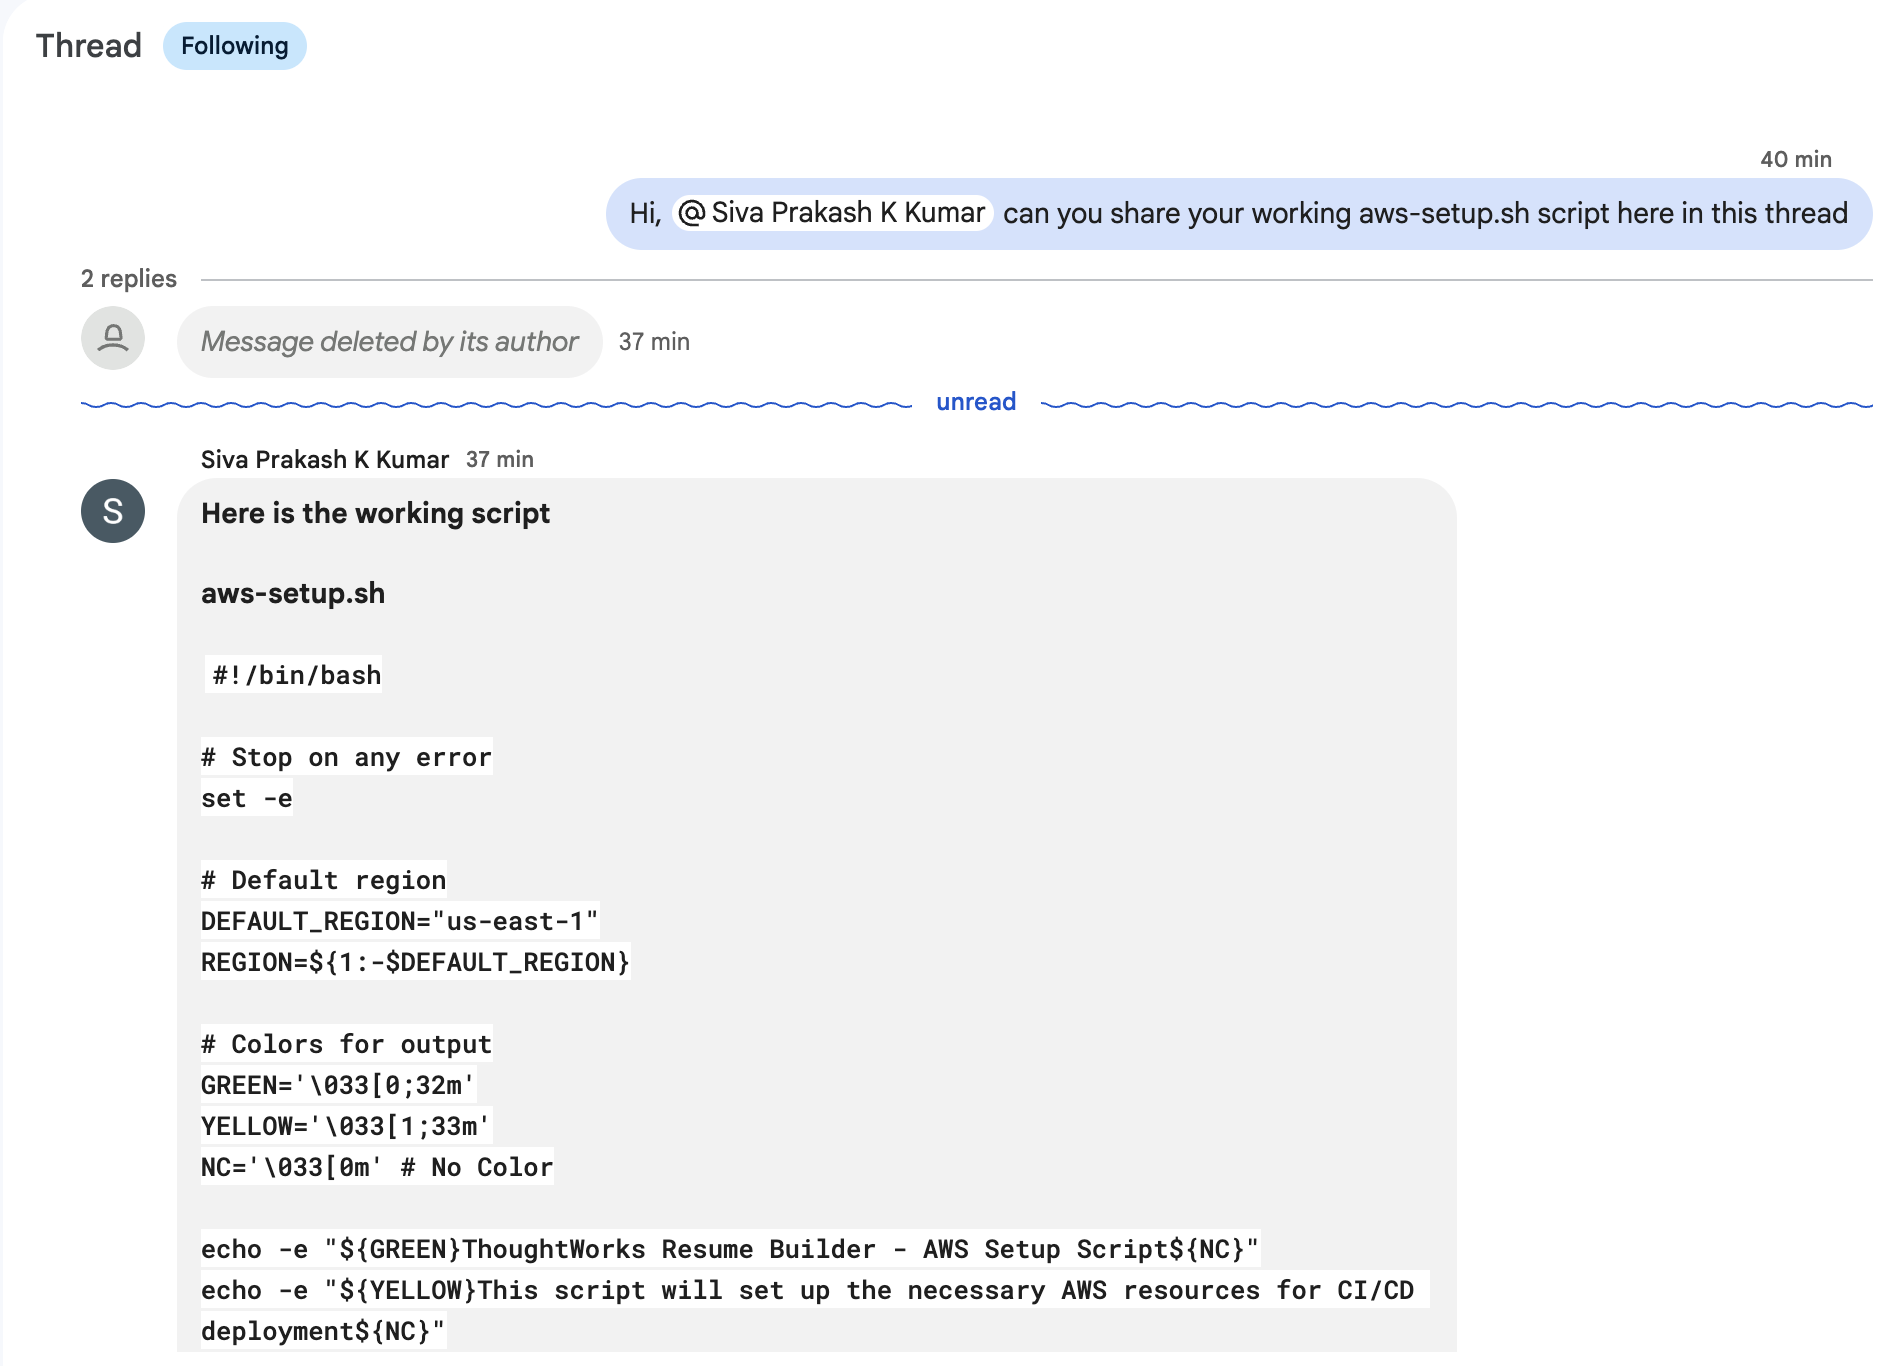 Thread Following
40 min
Hi, @Siva Prakash K Kumar can you share your working aws-setup.sh script here in this thread
2 replies
Message deleted by its author 37 min
unread
Siva Prakash K Kumar 37 min
S
Here is the working script
aws-setup.sh
#!/bin/bash
# Stop on any error
set -e
# Default region
DEFAULT_REGION="us-east-1"
REGION=${1:-$DEFAULT_REGION}
# Colors for output
GREEN='\033[0;32m'
YELLOW='\033[1;33m'
NC='\033[0m' # No Color
echo -e "${GREEN}ThoughtWorks Resume Builder - AWS Setup Script${NC}"
echo -e "${YELLOW}This script will set up the necessary AWS resources for CI/CD
deployment${NC}"